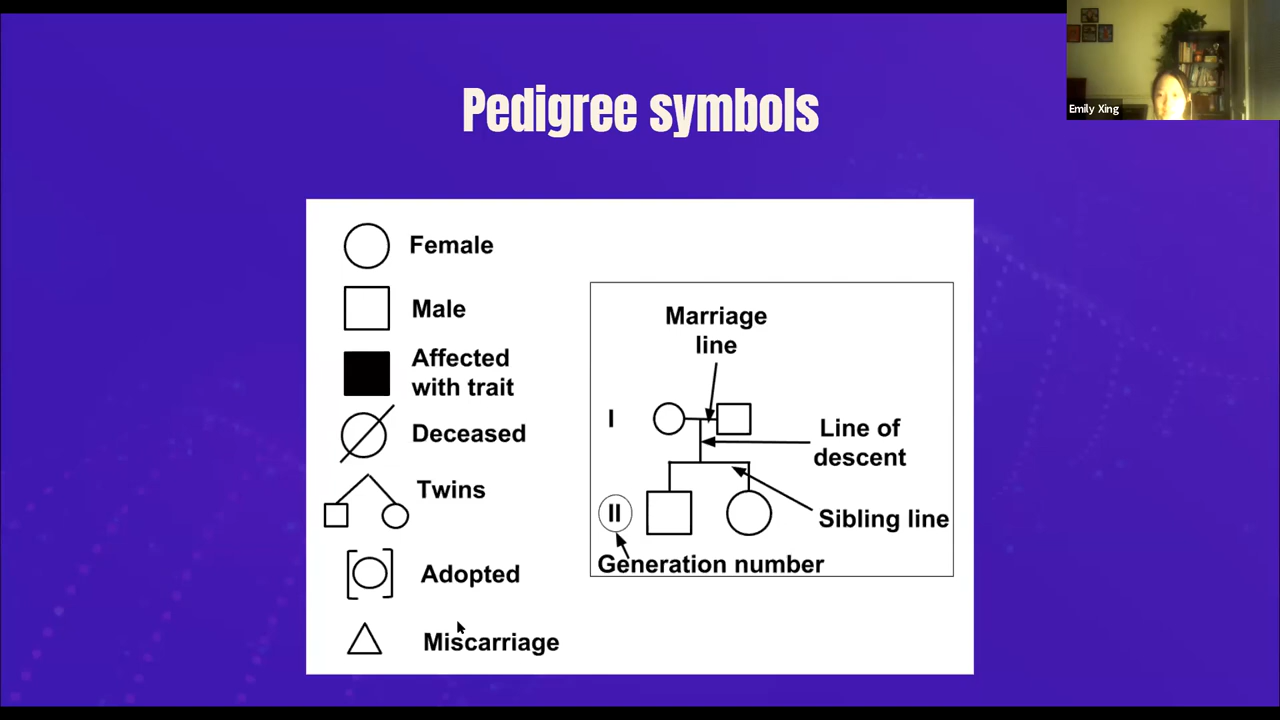 Pedigree symbols
Emily Xing
Female
Male
Affected
with trait
Deceased
Twins
Adopted
Miscarriage
Marriage
line
I
Line of
descent
II
Sibling line
Generation number